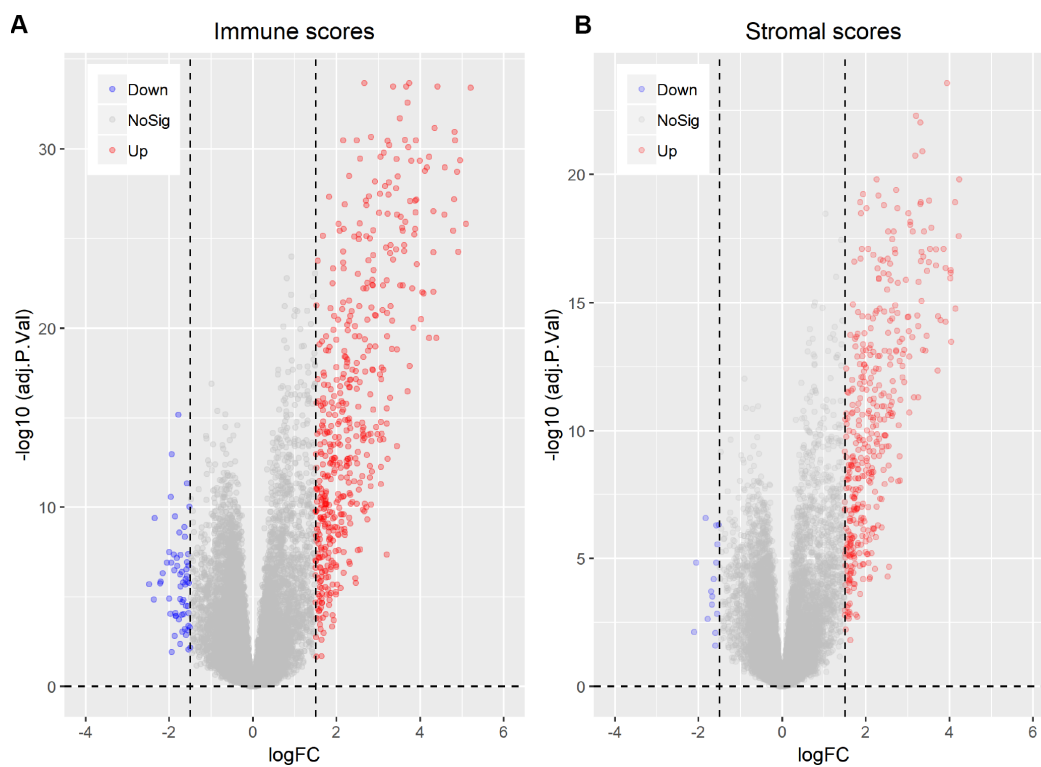 A
Immune scores
Down
NoSig
Up
-log10 (adj.P.Val)
30
20
10
0
-4
-2
0
2
4
6
logFC
B
Stromal scores
Down
NoSig
Up
-log10 (adj.P.Val)
20
15
10
5
0
-4
-2
0
2
4
6
logFC